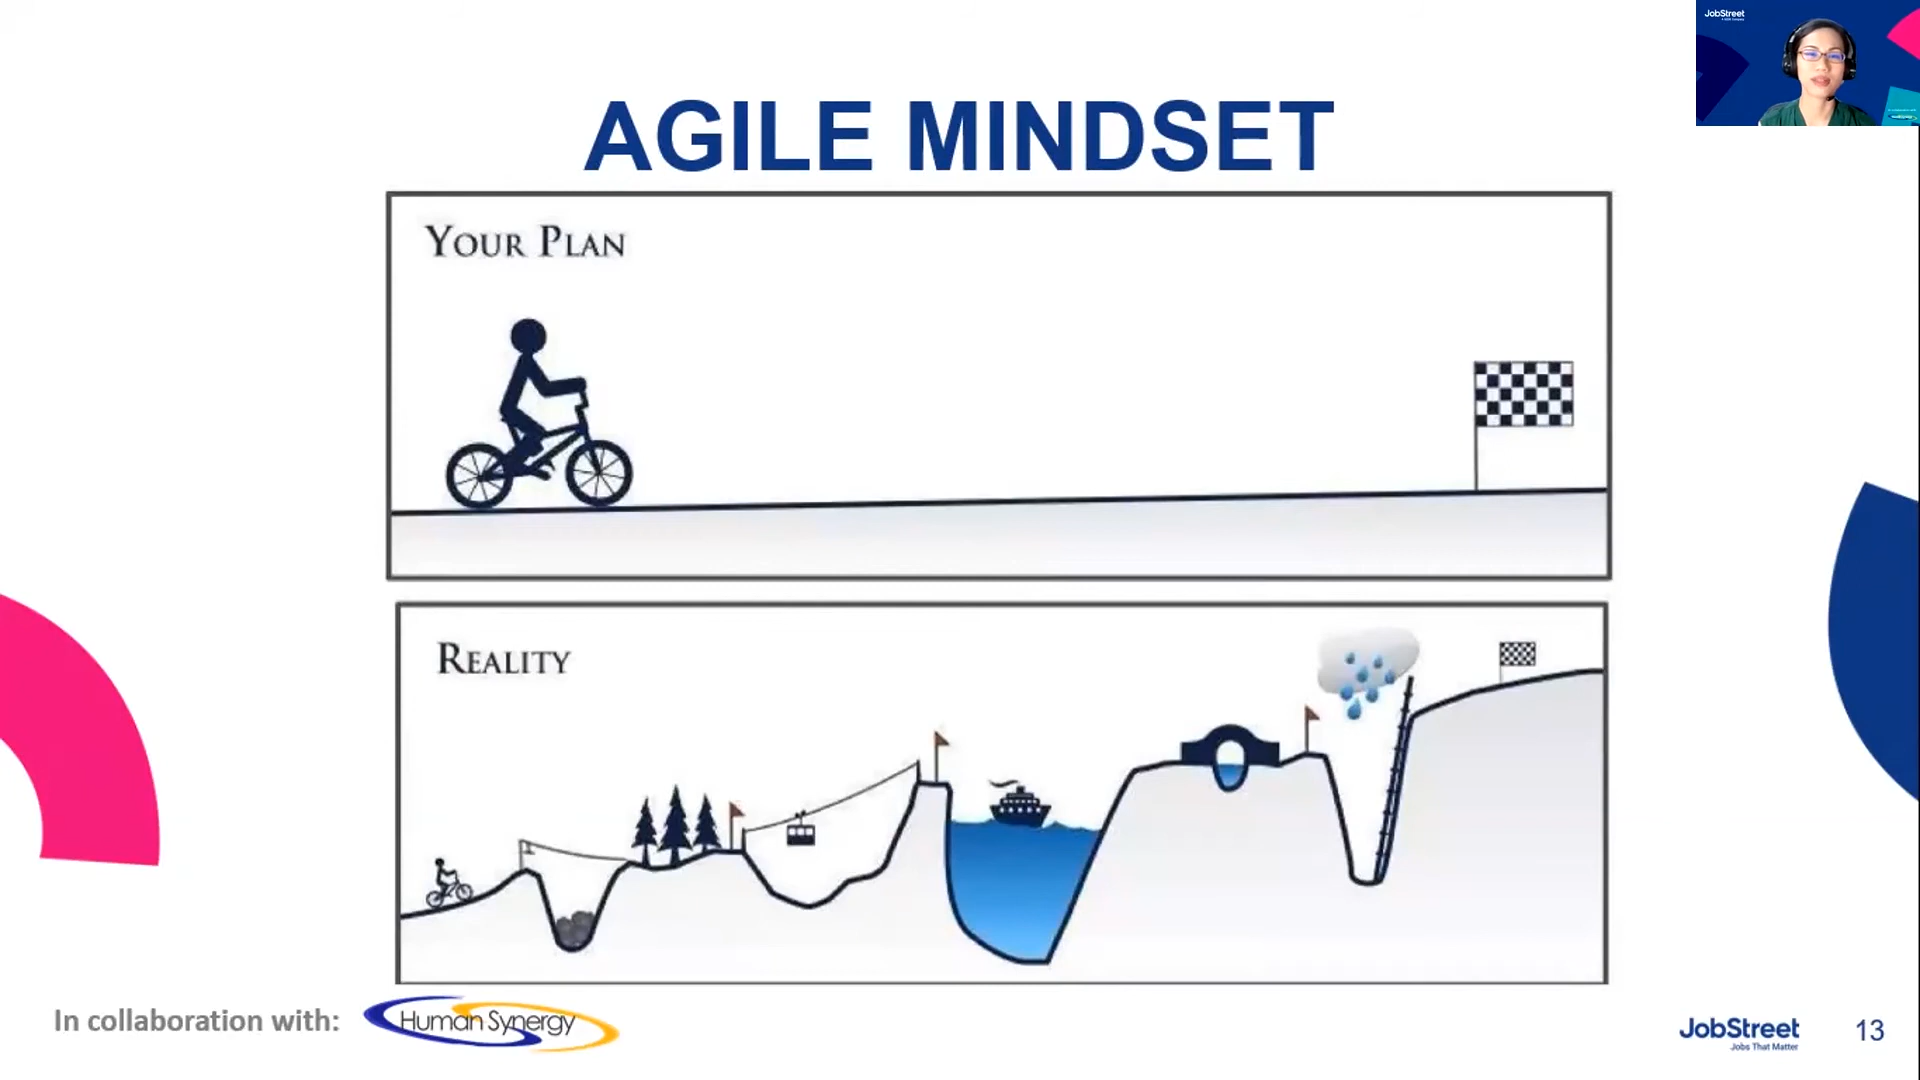 JobStreet
AGILE MINDSET
YOUR PLAN
REALITY
In collaboration with:
Human Synergy
JobStreet
Jobs That Matter
13